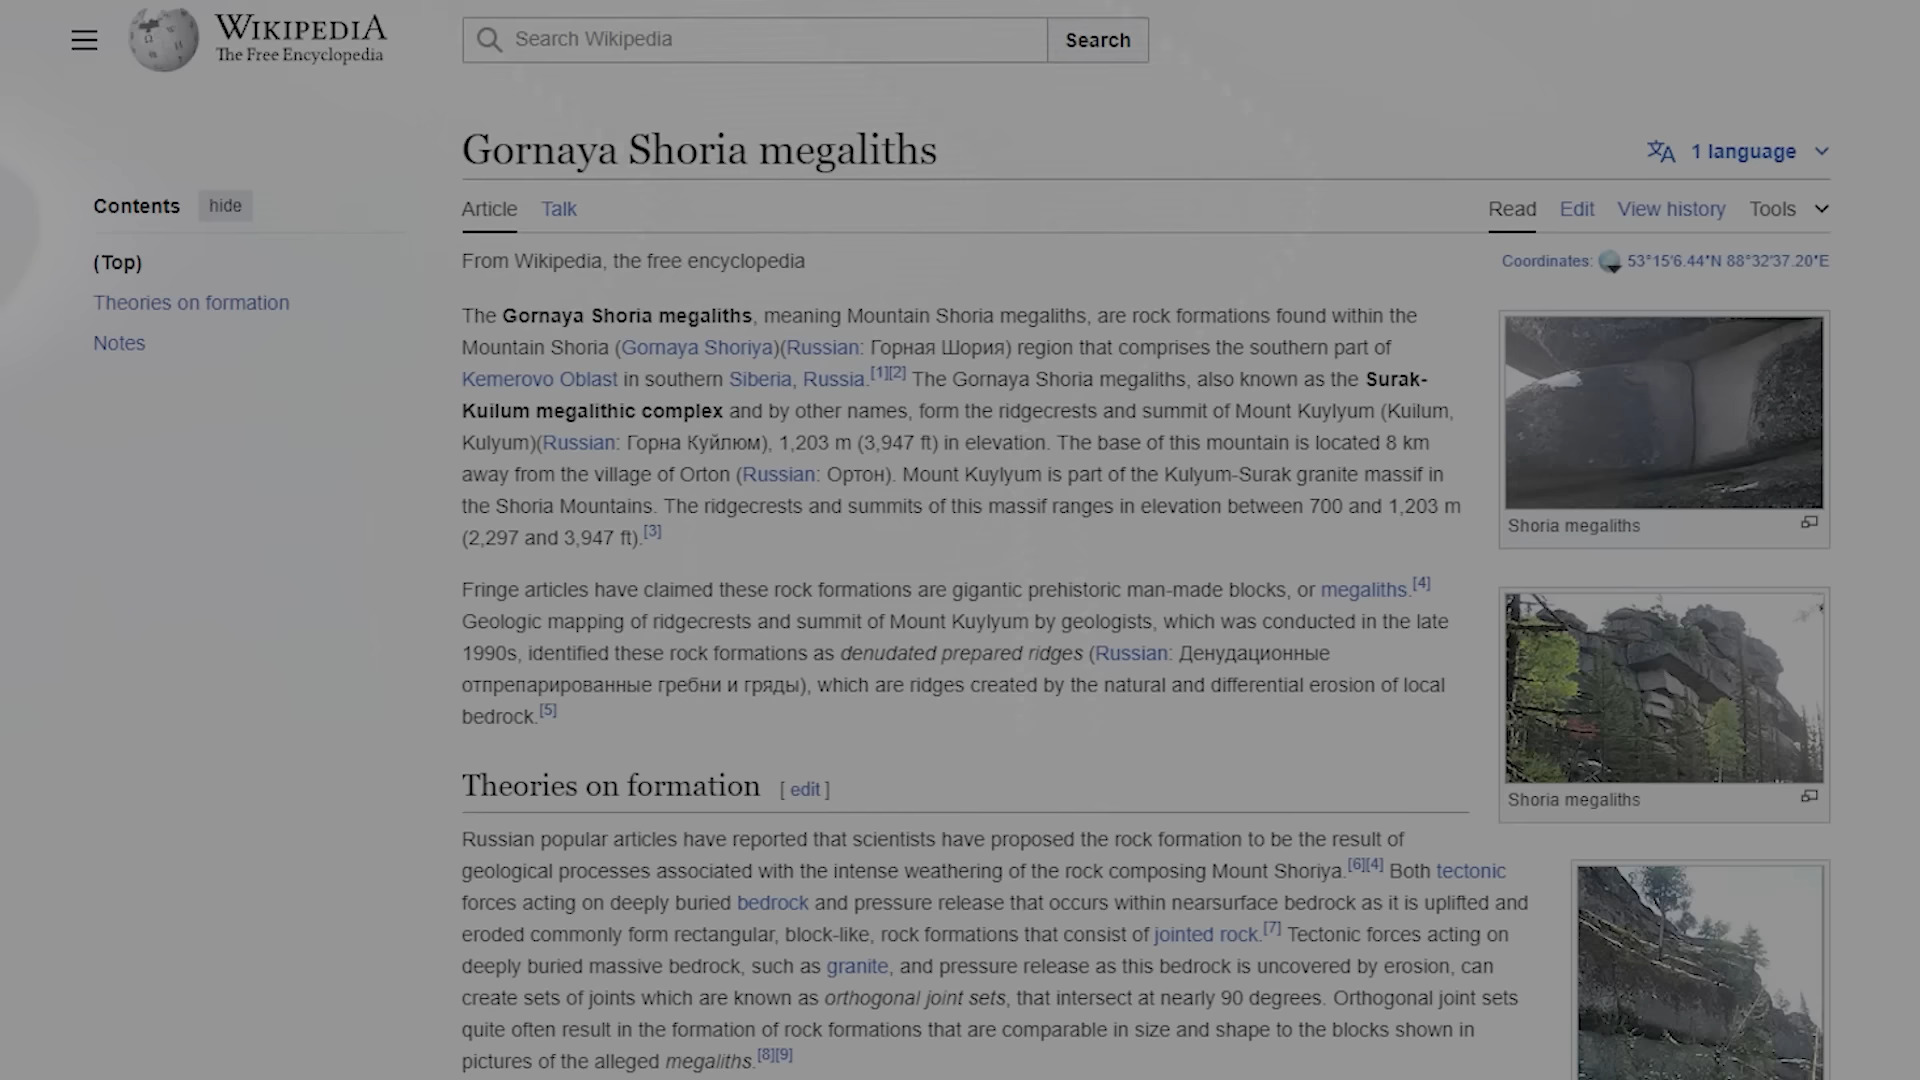 WIKIPEDIA
The Free Encyclopedia
Search Wikipedia
Search
Gornaya Shoria megaliths
1 language
Contents hide
(Top)
Theories on formation
Notes
Article Talk
Read Edit View history Tools
From Wikipedia, the free encyclopedia
Coordinates: 53°15′6.44″N 88°32′37.20″E
The Gornaya Shoria megaliths, meaning Mountain Shoria megaliths, are rock formations found within the
Mountain Shoria (Gornaya Shoriya)(Russian: Горная Шория) region that comprises the southern part of
Kemerovo Oblast in southern Siberia, Russia.[1][2] The Gornaya Shoria megaliths, also known as the Surak-
Kuilum megalithic complex and by other names, form the ridgecrests and summit of Mount Kuylyum (Kuilum,
Kulyum)(Russian: Горна Куйлюм), 1,203 m (3,947 ft) in elevation. The base of this mountain is located 8 km
away from the village of Orton (Russian: Ортон). Mount Kuylyum is part of the Kulyum-Surak granite massif in
the Shoria Mountains. The ridgecrests and summits of this massif ranges in elevation between 700 and 1,203 m
(2,297 and 3,947 ft).[3]
Shoria megaliths
Fringe articles have claimed these rock formations are gigantic prehistoric man-made blocks, or megaliths.[4]
Geologic mapping of ridgecrests and summit of Mount Kuylyum by geologists, which was conducted in the late
1990s, identified these rock formations as denudated prepared ridges (Russian: Денудационные
отпрепарированные гребни и гряды), which are ridges created by the natural and differential erosion of local
bedrock.[5]
Shoria megaliths
Theories on formation [ edit ]
Russian popular articles have reported that scientists have proposed the rock formation to be the result of
geological processes associated with the intense weathering of the rock composing Mount Shoriya.[6][4] Both tectonic
forces acting on deeply buried bedrock and pressure release that occurs within nearsurface bedrock as it is uplifted and
eroded commonly form rectangular, block-like, rock formations that consist of jointed rock.[7] Tectonic forces acting on
deeply buried massive bedrock, such as granite, and pressure release as this bedrock is uncovered by erosion, can
create sets of joints which are known as orthogonal joint sets, that intersect at nearly 90 degrees. Orthogonal joint sets
quite often result in the formation of rock formations that are comparable in size and shape to the blocks shown in
pictures of the alleged megaliths.[8][9]